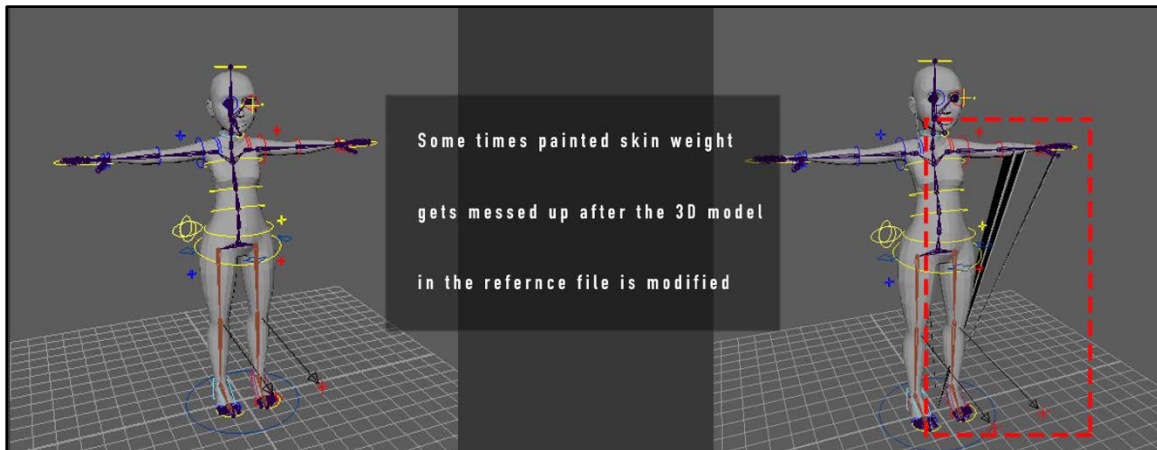 Some times painted skin weight
gets messed up after the 3D model
in the refernce file is modified